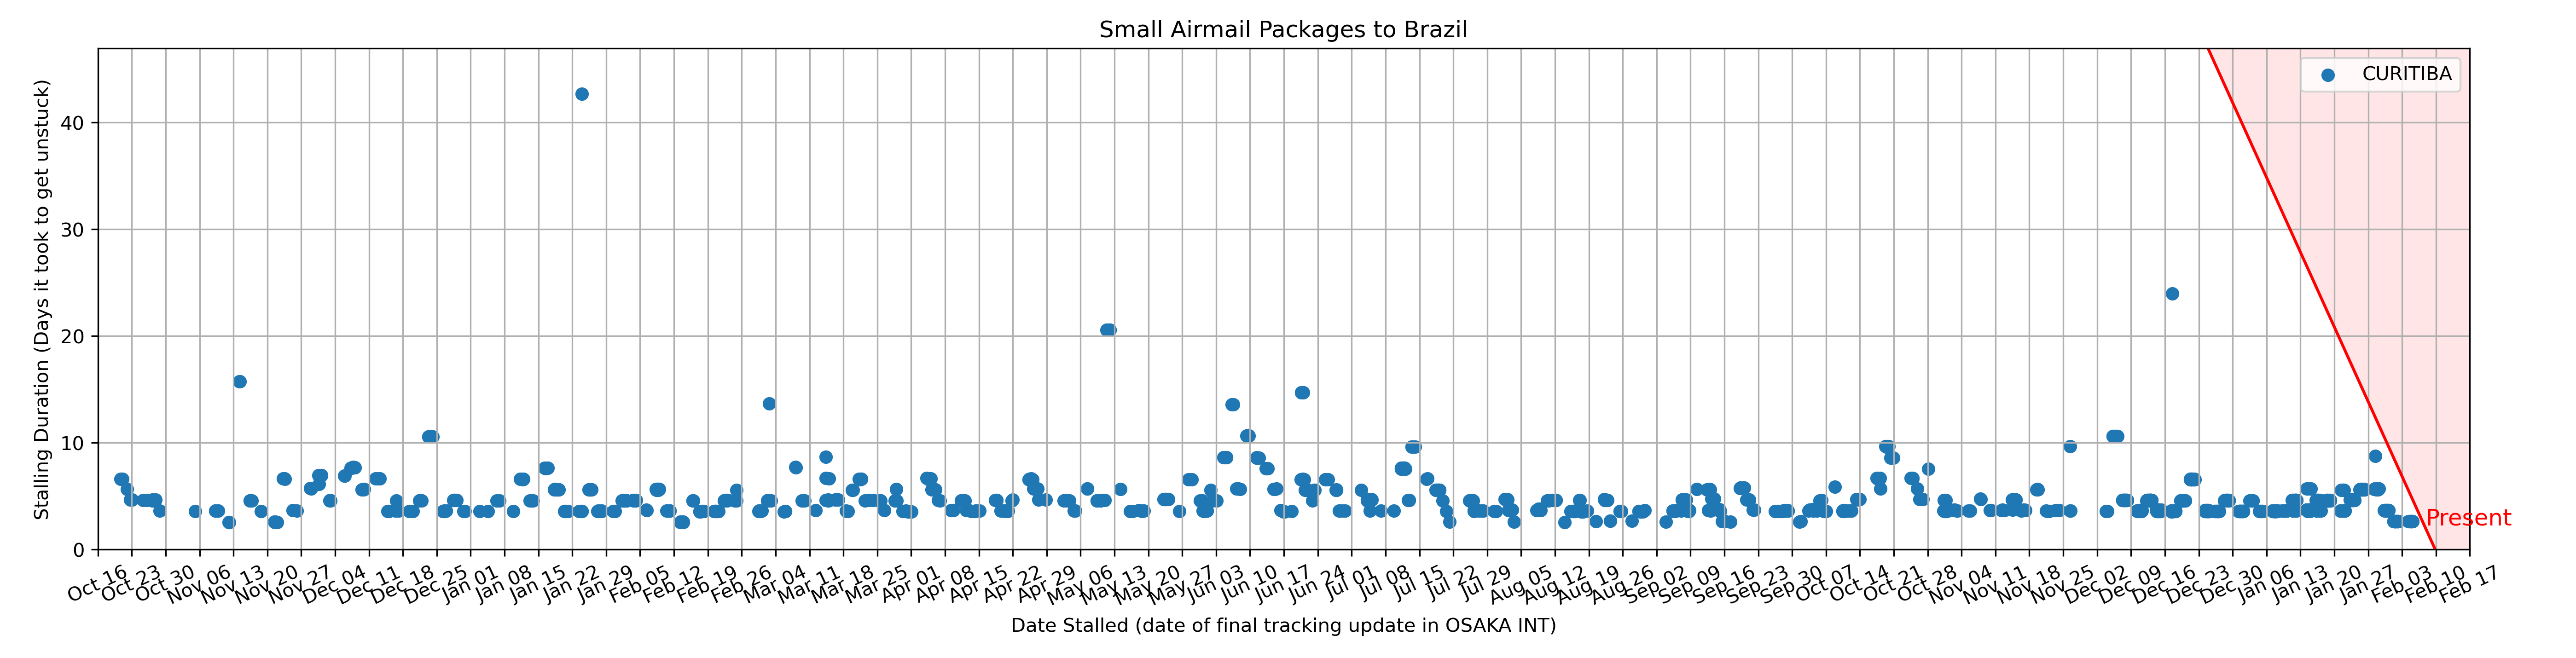 Small Airmail Packages to Brazil
CURITIBA
Stalling Duration (Days it took to get unstuck)
40
30
20
10
0
Present
Oct 16 Oct 23 Oct 30 Nov 06 Nov 13 Nov 20 Nov 27 Dec 04 Dec 11 Dec 18 Dec 25 Jan 01 Jan 08 Jan 15 Jan 22 Jan 29 Feb 05 Feb 12 Feb 19 Feb 26 Mar 04 Mar 11 Mar 18 Mar 25 Apr 01 Apr 08 Apr 15 Apr 22 Apr 29 May 06 May 13 May 20 May 27 Jun 03 Jun 10 Jun 17 Jun 24 Jul 01 Jul 08 Jul 15 Jul 22 Jul 29 Aug 05 Aug 12 Aug 19 Aug 26 Sep 02 Sep 09 Sep 16 Sep 23 Sep 30 Oct 07 Oct 14 Oct 21 Oct 28 Nov 04 Nov 11 Nov 18 Nov 25 Dec 02 Dec 09 Dec 16 Dec 23 Dec 30 Jan 06 Jan 13 Jan 20 Jan 27 Feb 03 Feb 10 Feb 17
Date Stalled (date of final tracking update in OSAKA INT)